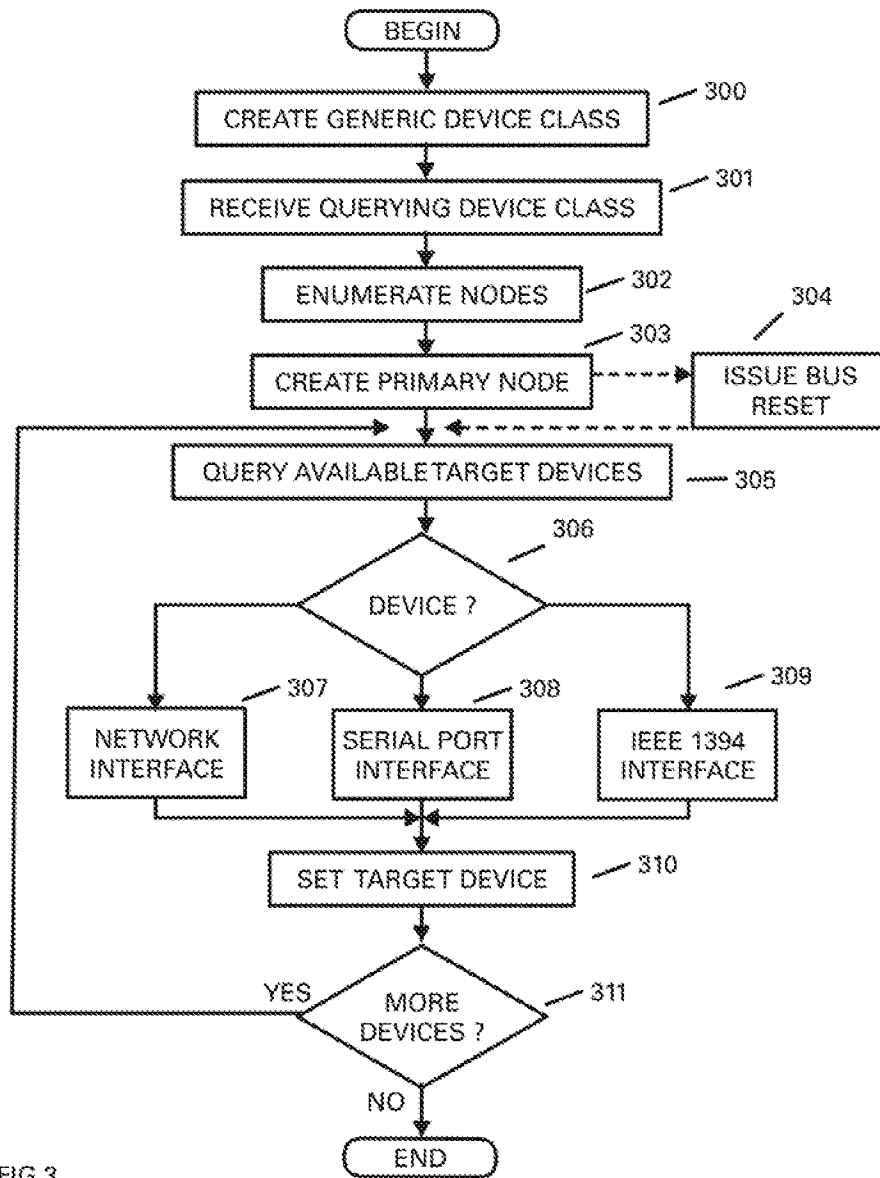 BEGIN
300
CREATE GENERIC DEVICE CLASS
301
RECEIVE QUERYING DEVICE CLASS
302
ENUMERATE NODES
303
304
CREATE PRIMARY NODE
ISSUE BUS
RESET
QUERY AVAILABLE TARGET DEVICES
305
306
DEVICE ?
307
308
309
NETWORK
INTERFACE
SERIAL PORT
INTERFACE
IEEE 1394
INTERFACE
SET TARGET DEVICE
310
YES
MORE
DEVICES ?
311
NO
END
FIG 3